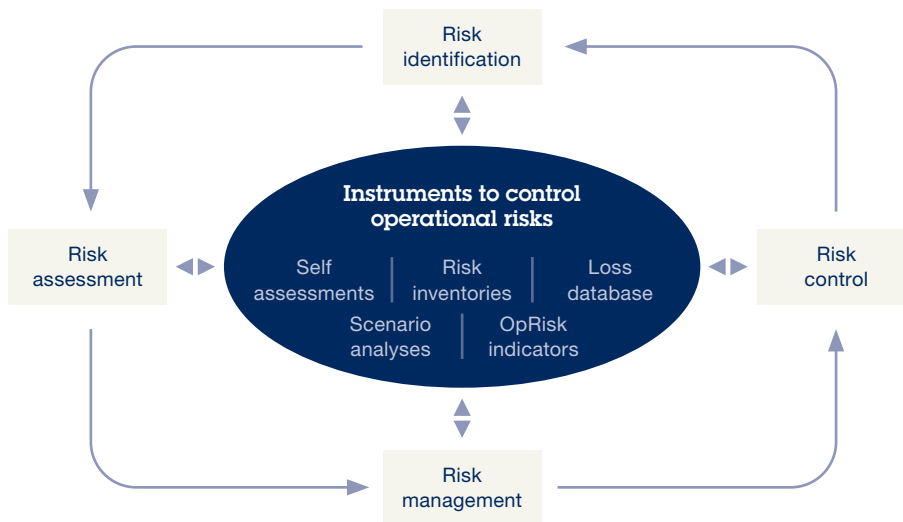 Risk
identification
Instruments to control
operational risks
Risk
assessment
Self
assessments
Risk
inventories
Loss
database
Risk
control
Scenario
analyses
OpRisk
indicators
Risk
management